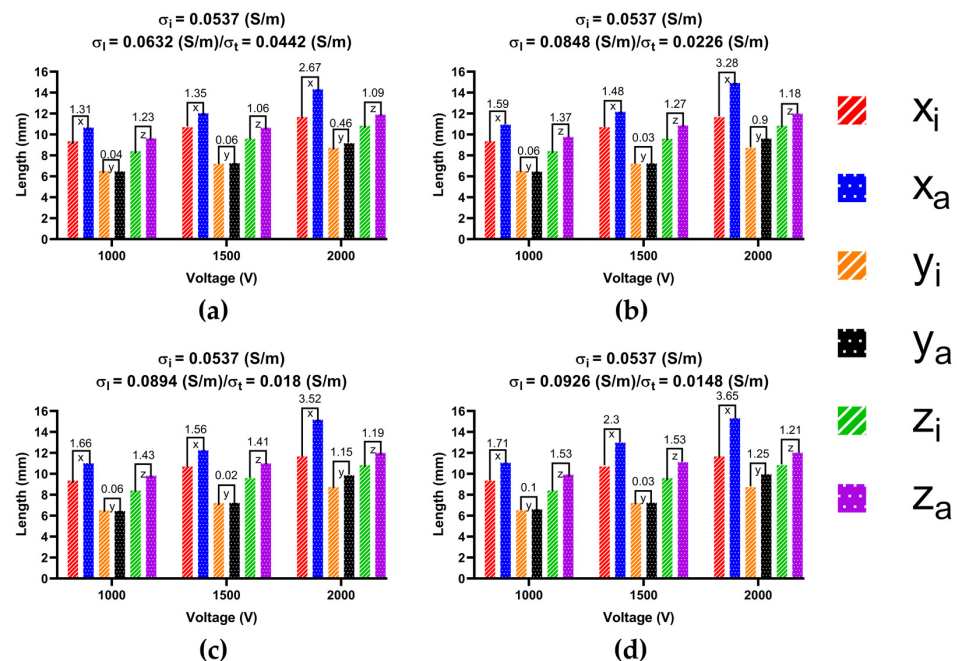 σi = 0.0537 (S/m)
σl = 0.0632 (S/m)/σt = 0.0442 (S/m)
Length (mm)
16
14
12
10
8
6
4
2
0
1.31
x
0.04
y
1.23
z
1.35
x
0.06
y
1.06
z
2.67
x
0.46
y
1.09
z
1000
1500
2000
Voltage (V)
(a)
σi = 0.0537 (S/m)
σl = 0.0848 (S/m)/σt = 0.0226 (S/m)
Length (mm)
16
14
12
10
8
6
4
2
0
1.59
x
0.06
y
1.37
z
1.48
x
0.03
y
1.27
z
3.28
x
0.9
y
1.18
z
1000
1500
2000
Voltage (V)
(b)
σi = 0.0537 (S/m)
σl = 0.0894 (S/m)/σt = 0.018 (S/m)
Length (mm)
16
14
12
10
8
6
4
2
0
1.66
x
0.06
y
1.43
z
1.56
x
0.02
y
1.41
z
3.52
x
1.15
y
1.19
z
1000
1500
2000
Voltage (V)
(c)
σi = 0.0537 (S/m)
σl = 0.0926 (S/m)/σt = 0.0148 (S/m)
Length (mm)
16
14
12
10
8
6
4
2
0
1.71
x
0.1
y
1.53
z
2.3
x
0.03
y
1.53
z
3.65
x
1.25
y
1.21
z
1000
1500
2000
Voltage (V)
(d)
xi
xa
yi
ya
zi
za